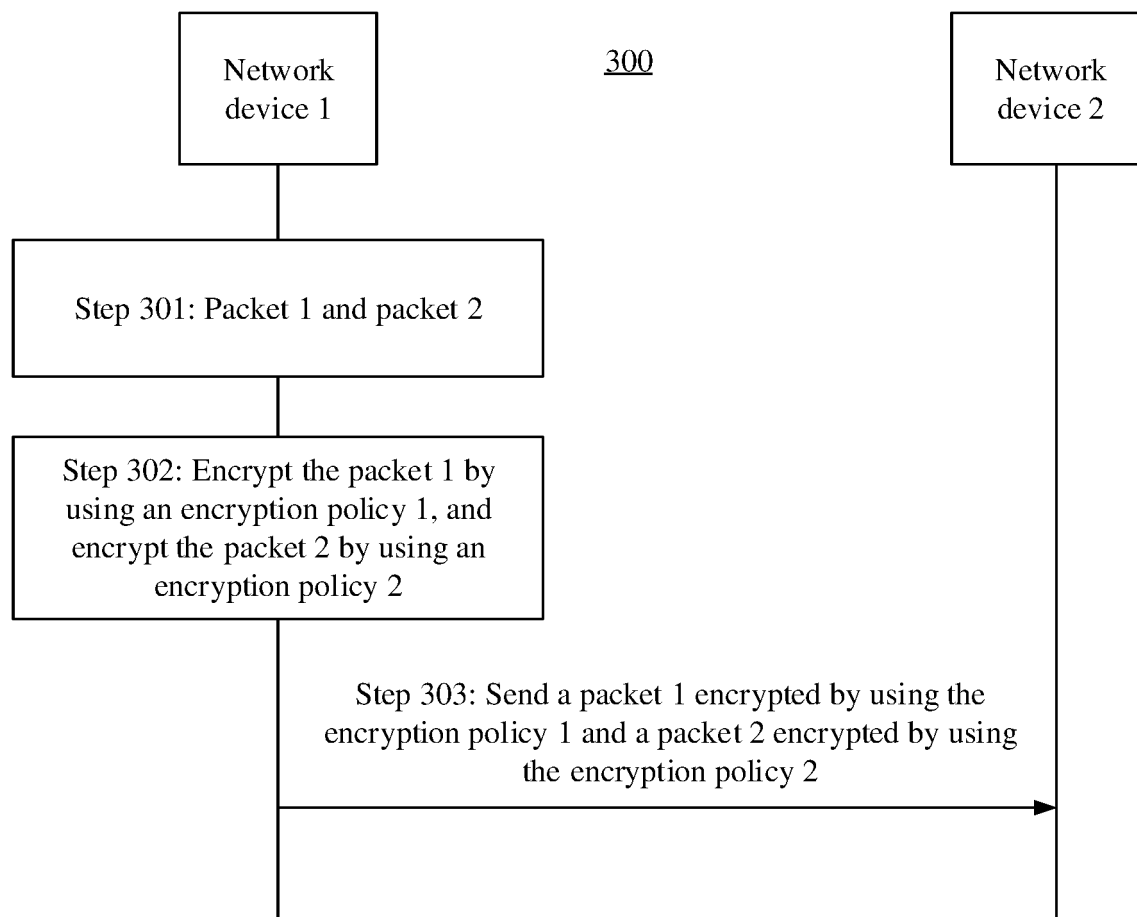 Network
device 1
300
Network
device 2
Step 301: Packet 1 and packet 2
Step 302: Encrypt the packet 1 by
using an encryption policy 1, and
encrypt the packet 2 by using an
encryption policy 2
Step 303: Send a packet 1 encrypted by using the
encryption policy 1 and a packet 2 encrypted by using
the encryption policy 2